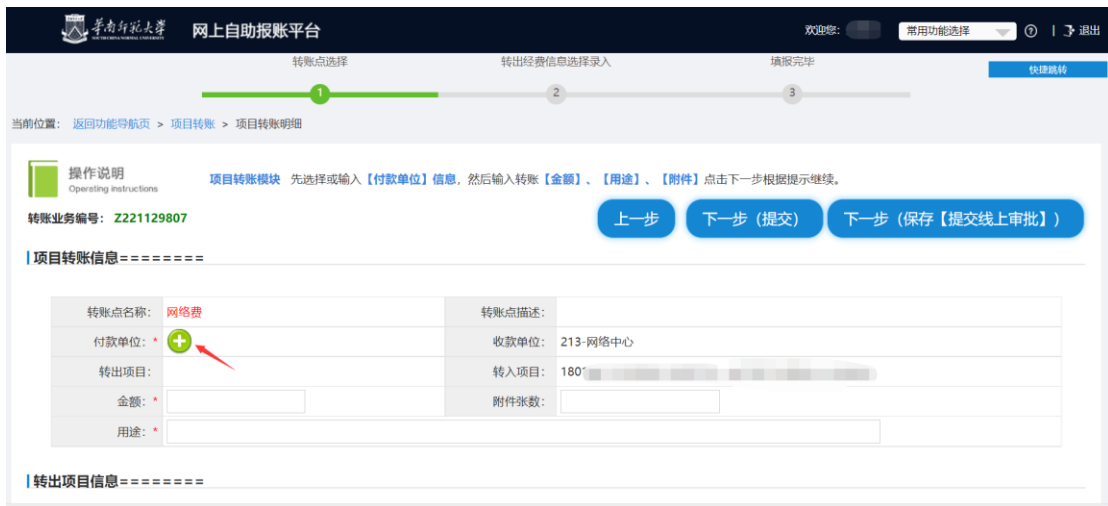 华南师范大学 网上自助报账平台 欢迎您: 常用功能选择 ? | 退出
转账点选择 转出经费信息选择录入 填报完毕 快捷跳转
1 2 3
当前位置: 返回功能导航页 > 项目转账 > 项目转账明细
操作说明
Operating instructions
项目转账模块 先选择或输入【付款单位】信息，然后输入转账【金额】、【用途】、【附件】点击下一步根据提示继续。
转账业务编号: Z221129807
上一步 下一步（提交） 下一步（保存【提交线上审批】）
项目转账信息========
转账点名称: 网络费 转账点描述:
付款单位: * 收款单位: 213-网络中心
转出项目: 转入项目: 180
金额: * 附件张数:
用途: *
转出项目信息========